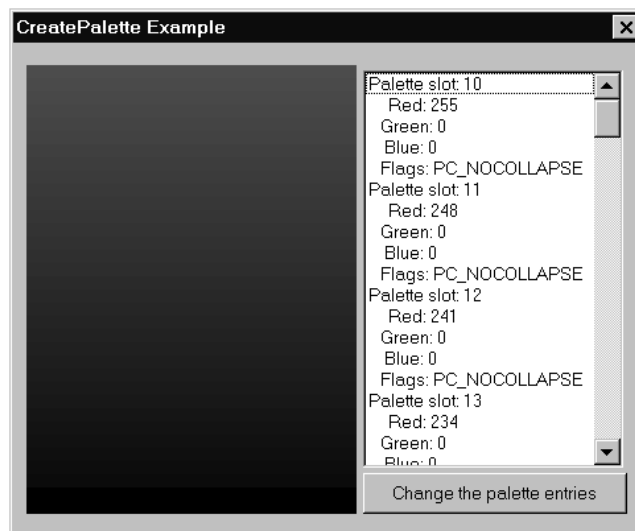 CreatePalette Example
Palette slot: 10
Red: 255
Green: 0
Blue: 0
Flags: PC_NOCOLLAPSE
Palette slot: 11
Red: 248
Green: 0
Blue: 0
Flags: PC_NOCOLLAPSE
Palette slot: 12
Red: 241
Green: 0
Blue: 0
Flags: PC_NOCOLLAPSE
Palette slot: 13
Red: 234
Green: 0
Blue: 0
Change the palette entries